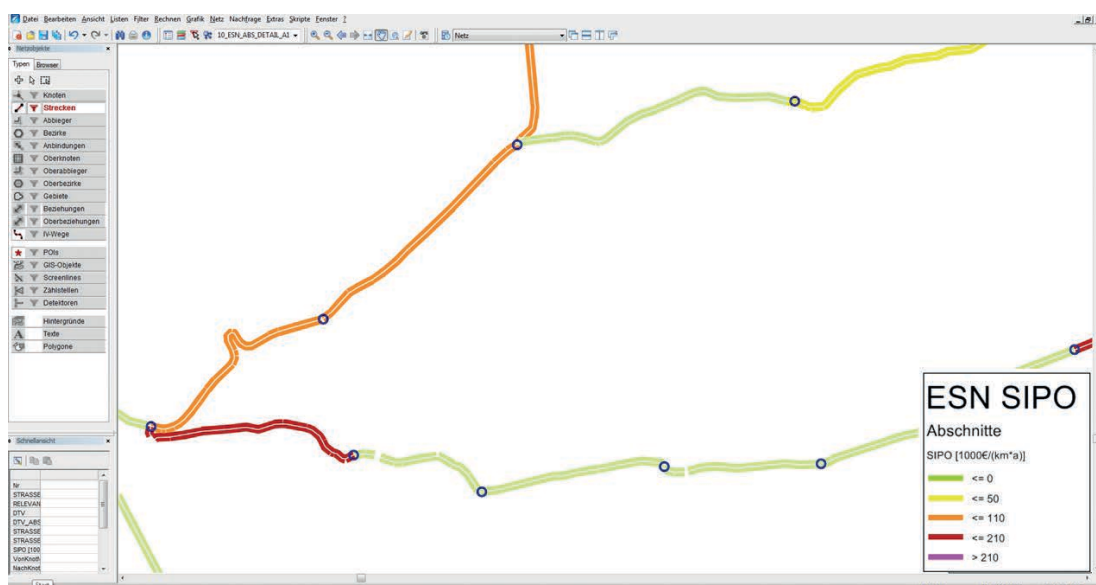 Datei Bearbeiten Ansicht Listen Filter Rechnen Grafik Netz Nachfrage Extras Skripte Fenster ?
10_ESN_ABS_DETAIL_A1 Netz
Netzobjekte
Typen Browser
Knoten
Strecken
Abbieger
Bezirke
Anbindungen
Oberknoten
Oberabbieger
Oberbezirke
Gebiete
Beziehungen
Oberbeziehungen
IV-Wege
POIs
GIS-Objekte
Screenlines
Zählstellen
Detektoren
Hintergründe
Texte
Polygone
Schnellansicht
Nr
STRASSE
RELEVAN
DTV
DTV_ABS
STRASSE
STRASSE
SIPO [100
VonKnoth
NachKnot
Start
ESN SIPO
Abschnitte
SIPO [1000€/(km*a)]
<= 0
<= 50
<= 110
<= 210
> 210